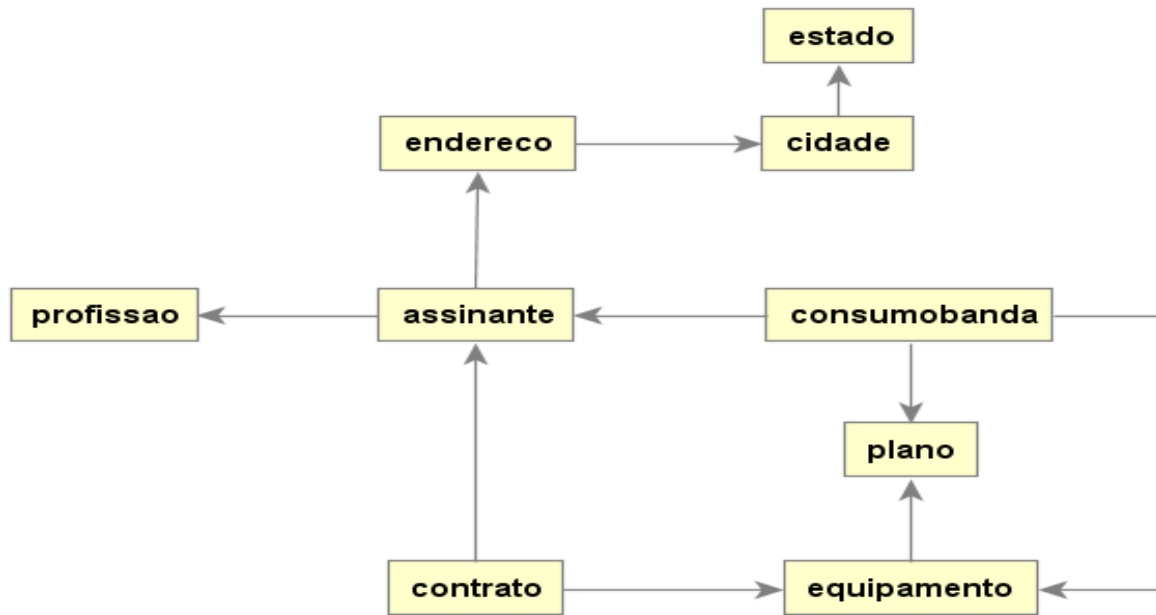 estado
endereco
cidade
profissao
assinante
consumobanda
plano
contrato
equipamento